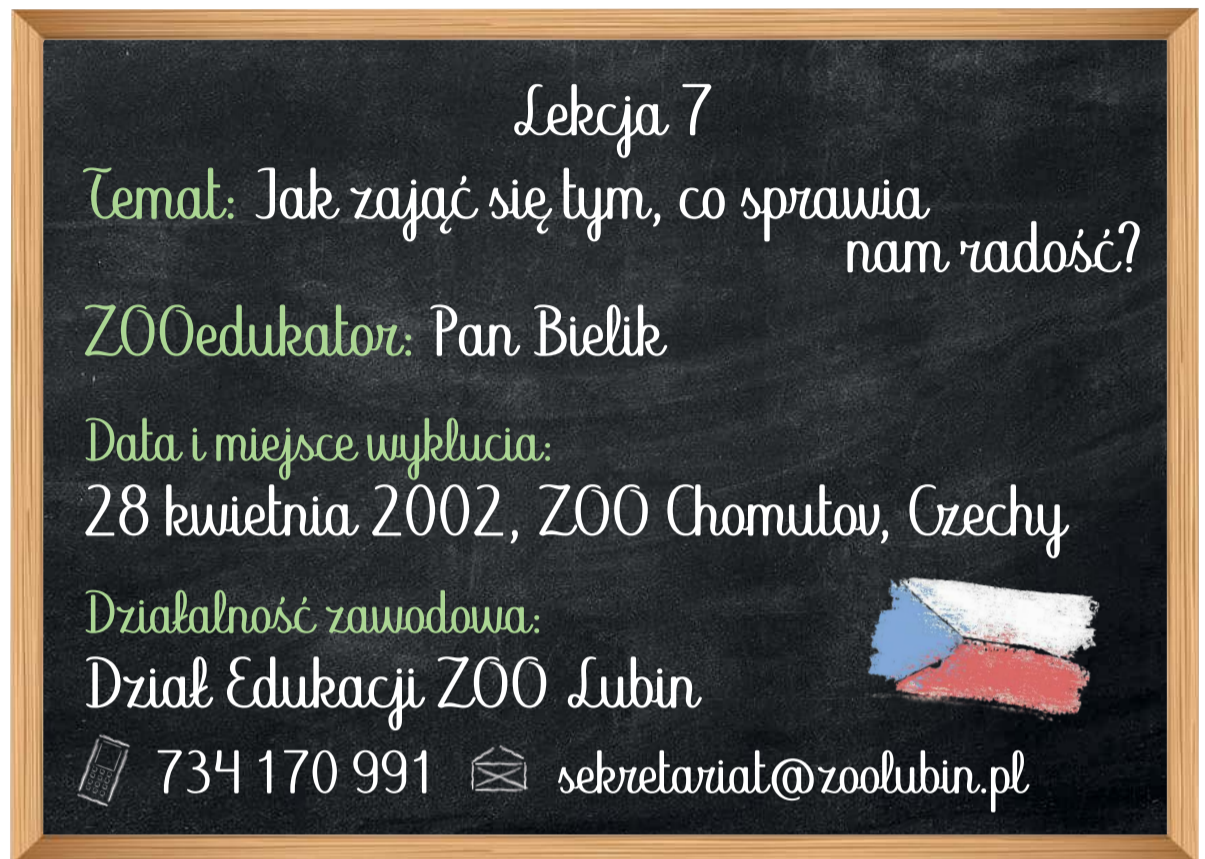 Lekcja 7
Temat: Jak zająć się tym, co sprawia
nam radość?
ZOOedukator: Pan Bielik
Data i miejsce wyklucia:
28 kwietnia 2002, ZOO Chomutov, Czechy
Działalność zawodowa:
Dział Edukacji ZOO Lubin
734 170 991 sekretariat@zoolubin.pl